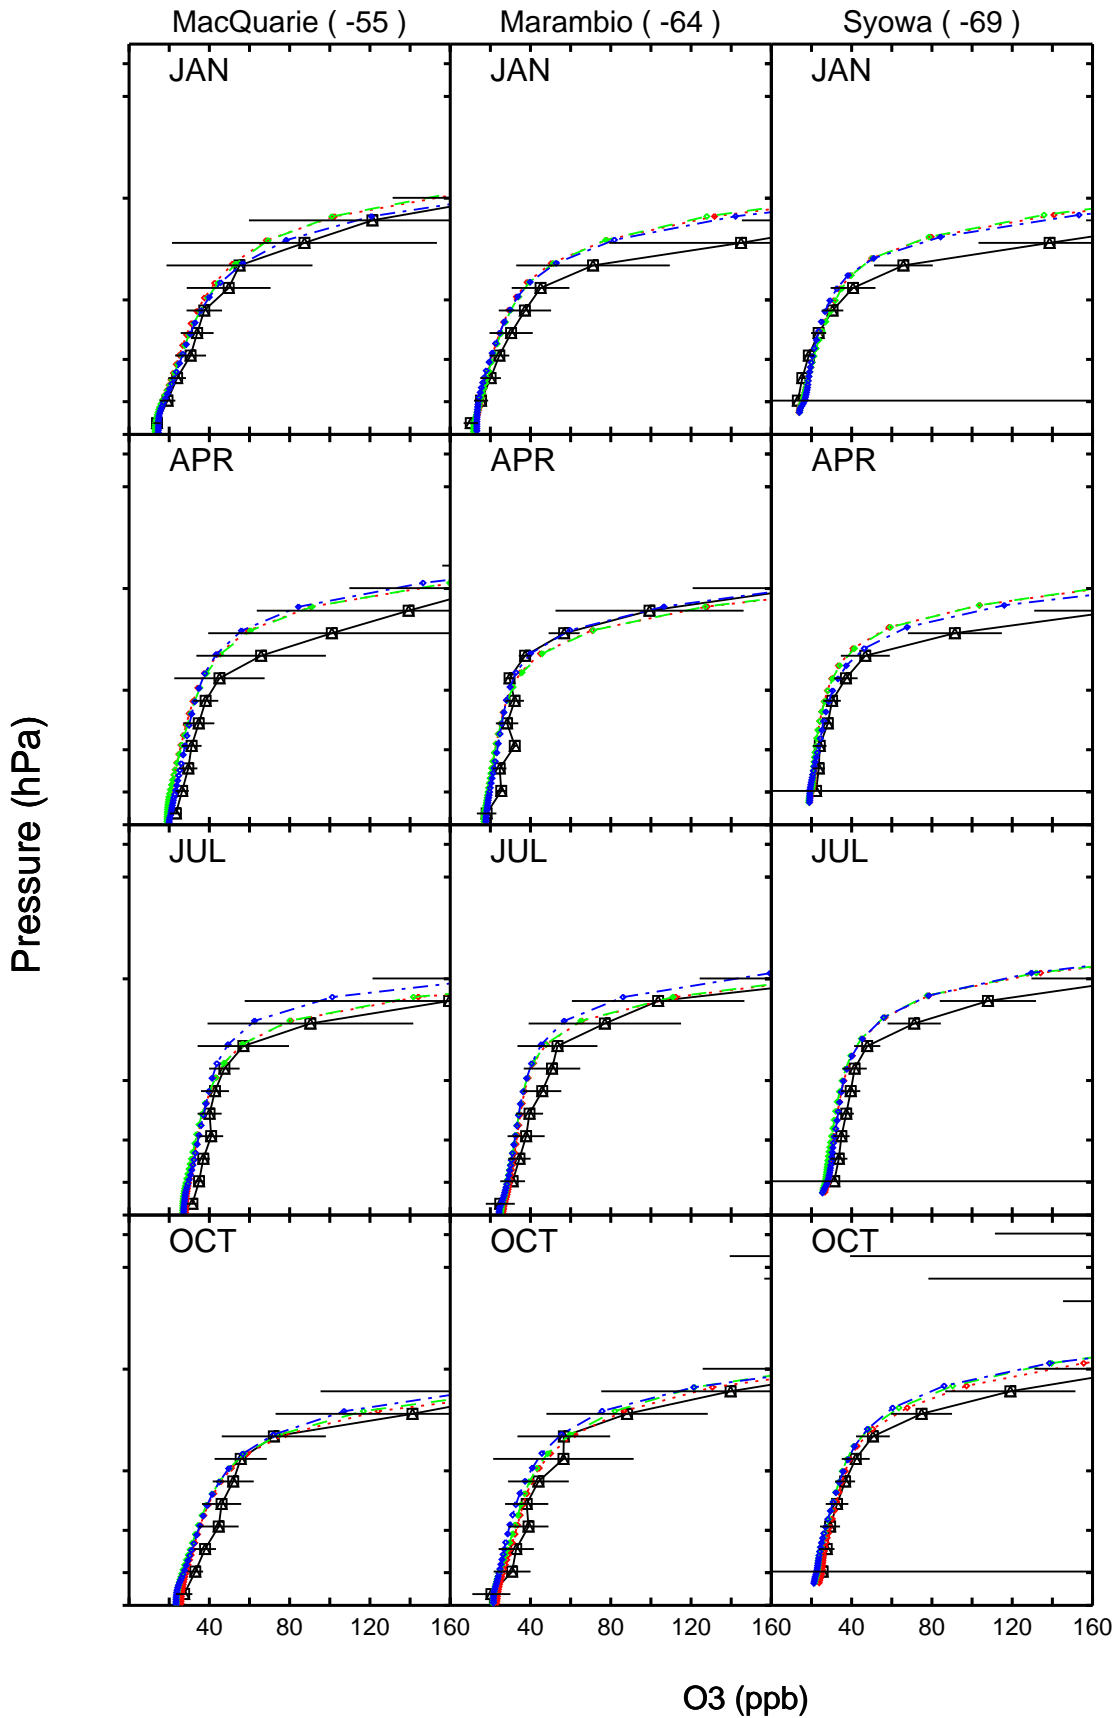 MacQuarie ( -55 ) Marambio ( -64 ) Syowa ( -69 )
JAN JAN JAN
APR APR APR
JUL JUL JUL
OCT OCT OCT
Pressure (hPa)
40 80 120 160 40 80 120 160 40 80 120 160
O3 (ppb)